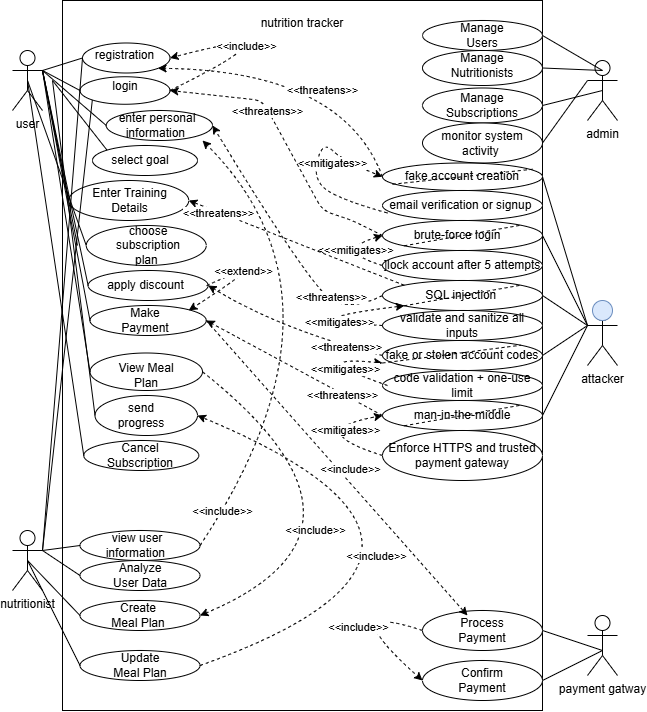 nutrition tracker
registration
<<include>>
login
user
enter personal
information
select goal
Enter Training
Details
choose
subscription
plan
<<extend>>
apply discount
Make
Payment
View Meal
Plan
send
progress
Cancel
Subscription
view user
information
Analyze
User Data
nutritionist
Create
Meal Plan
Update
Meal Plan
<<include>>
<<include>>
<<include>>
<<include>>
<<include>>
<<threatens>>
<<threatens>>
<<mitigates>>
<<threatens>>
<<mitigates>>
<<threatens>>
<<mitigates>>
<<threatens>>
<<mitigates>>
<<threatens>>
<<mitigates>>
Manage
Users
Manage
Nutritionists
Manage
Subscriptions
monitor system
activity
admin
fake account creation
email verification or signup
brute-force login
lock account after 5 attempts
SQL injection
validate and sanitize all
inputs
fake or stolen account codes
code validation + one-use
limit
man-in-the-middle
Enforce HTTPS and trusted
payment gateway
attacker
Process
Payment
Confirm
Payment
payment gatway